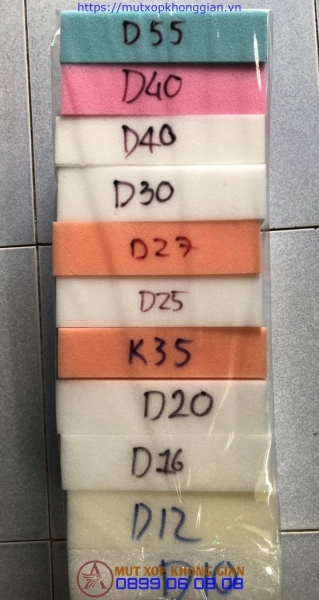 https://mutxopkhonggian.vn
D55
D40
D40
D30
D27
D25
K35
D20
D16
D12
D10
MUT XOP KHONG GIAN
0899 06 08 08